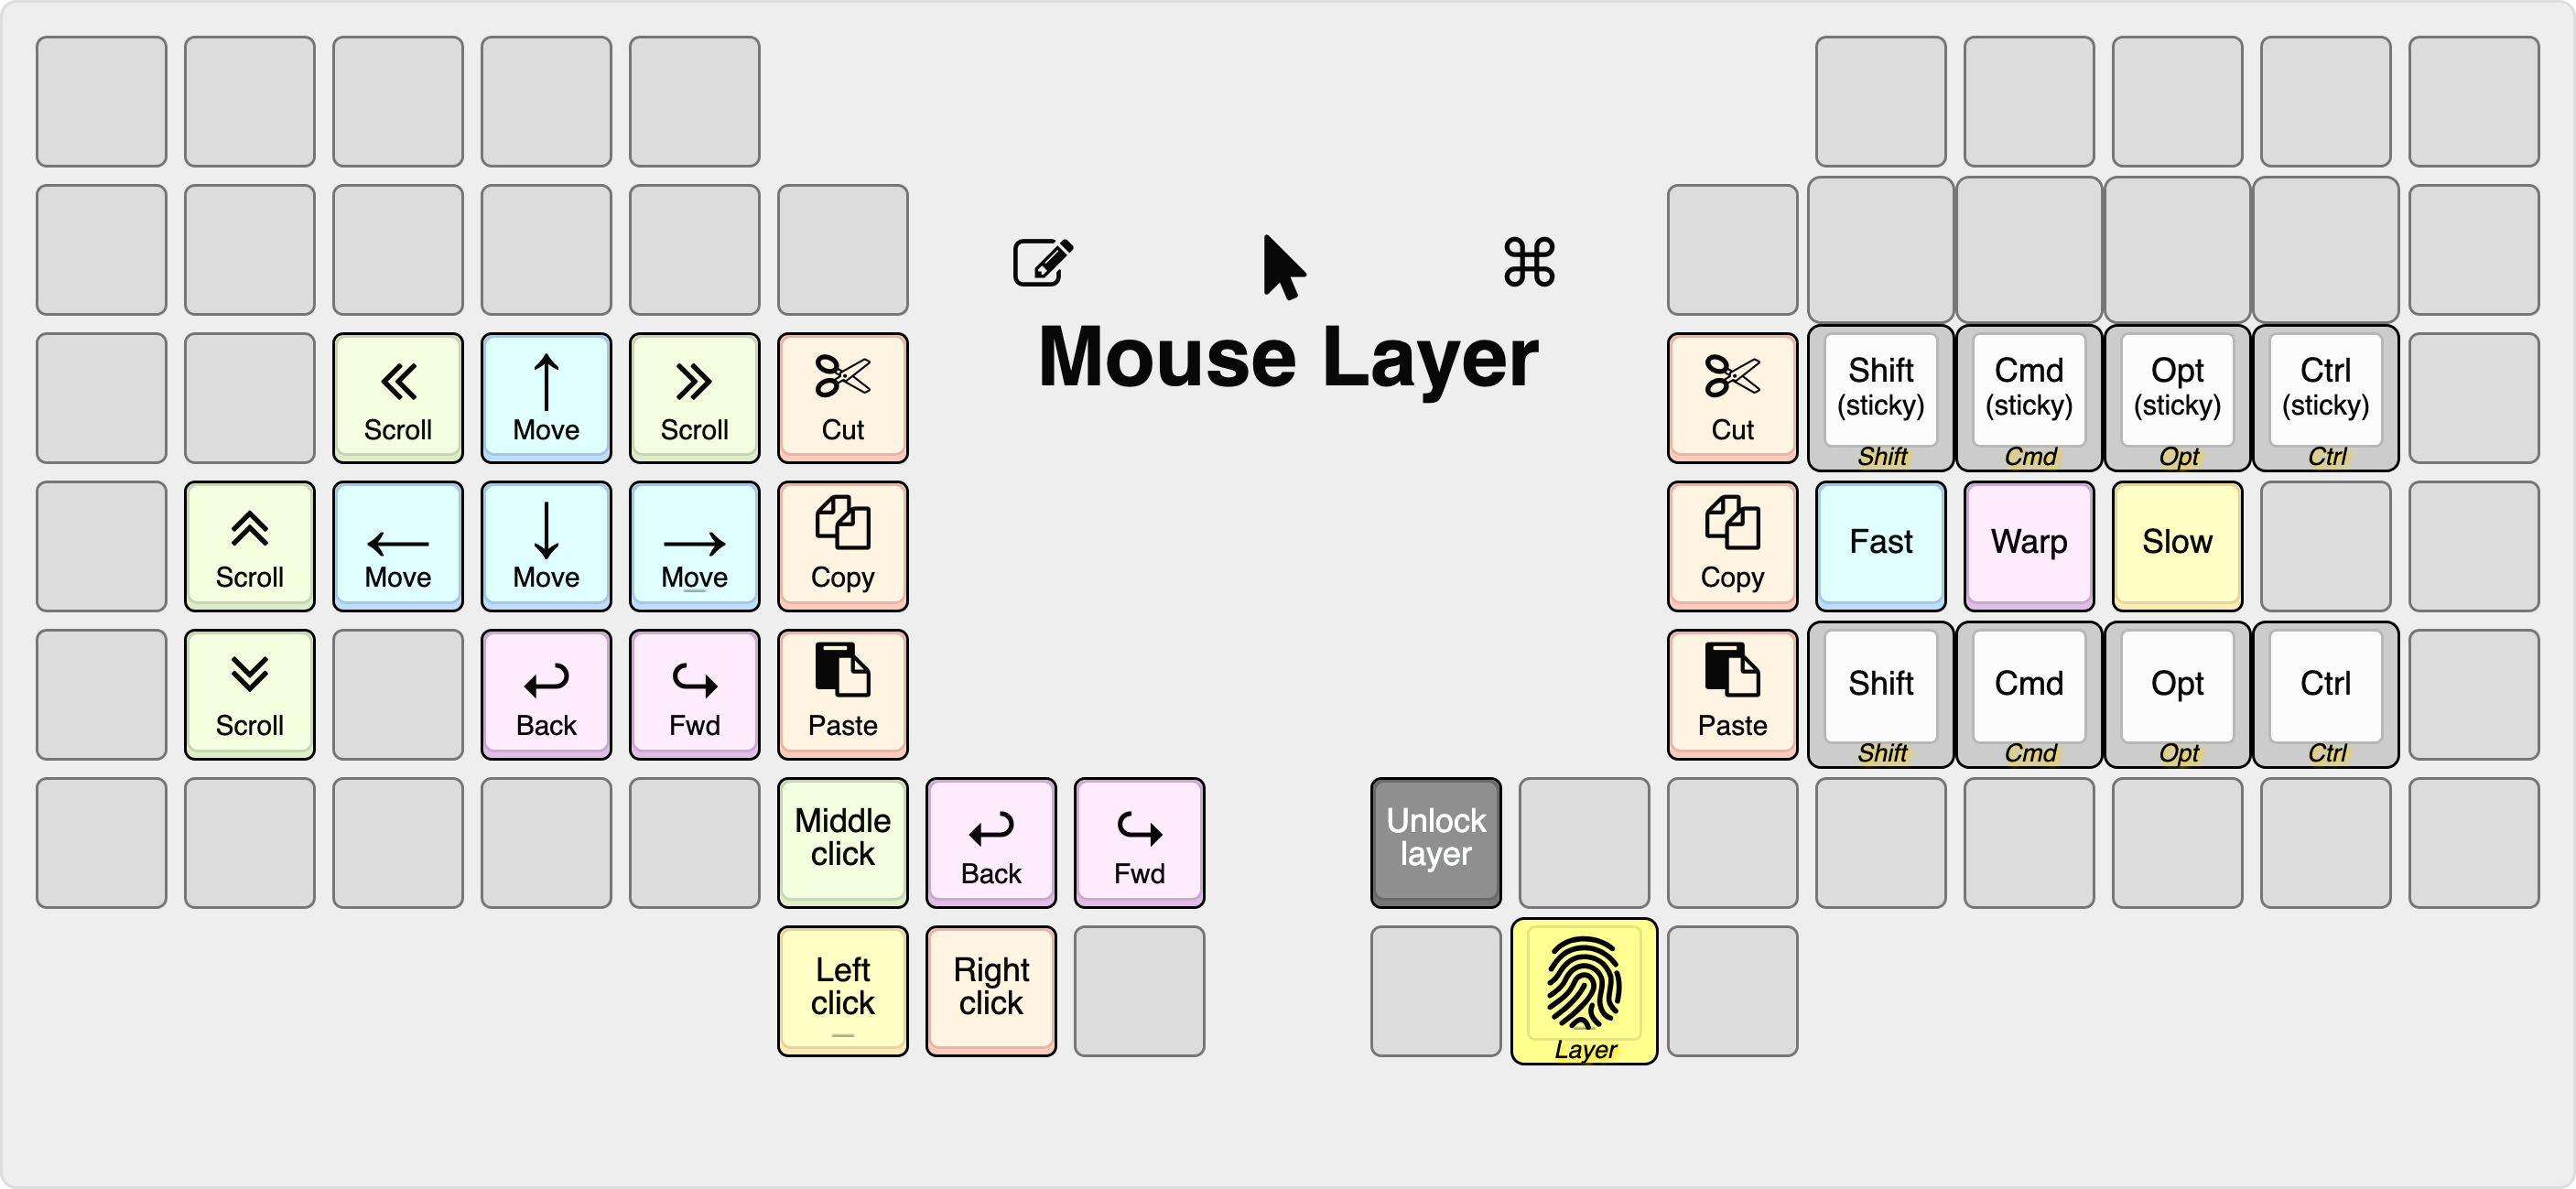 Mouse Layer
Scroll Move Scroll Cut
Cut Shift (sticky) Cmd (sticky) Opt (sticky) Ctrl (sticky)
Shift Cmd Opt Ctrl
Scroll Move Move Move Copy
Copy Fast Warp Slow
Scroll Back Fwd Paste
Paste Shift Cmd Opt Ctrl
Shift Cmd Opt Ctrl
Middle click Back Fwd
Unlock layer
Left click Right click
Layer